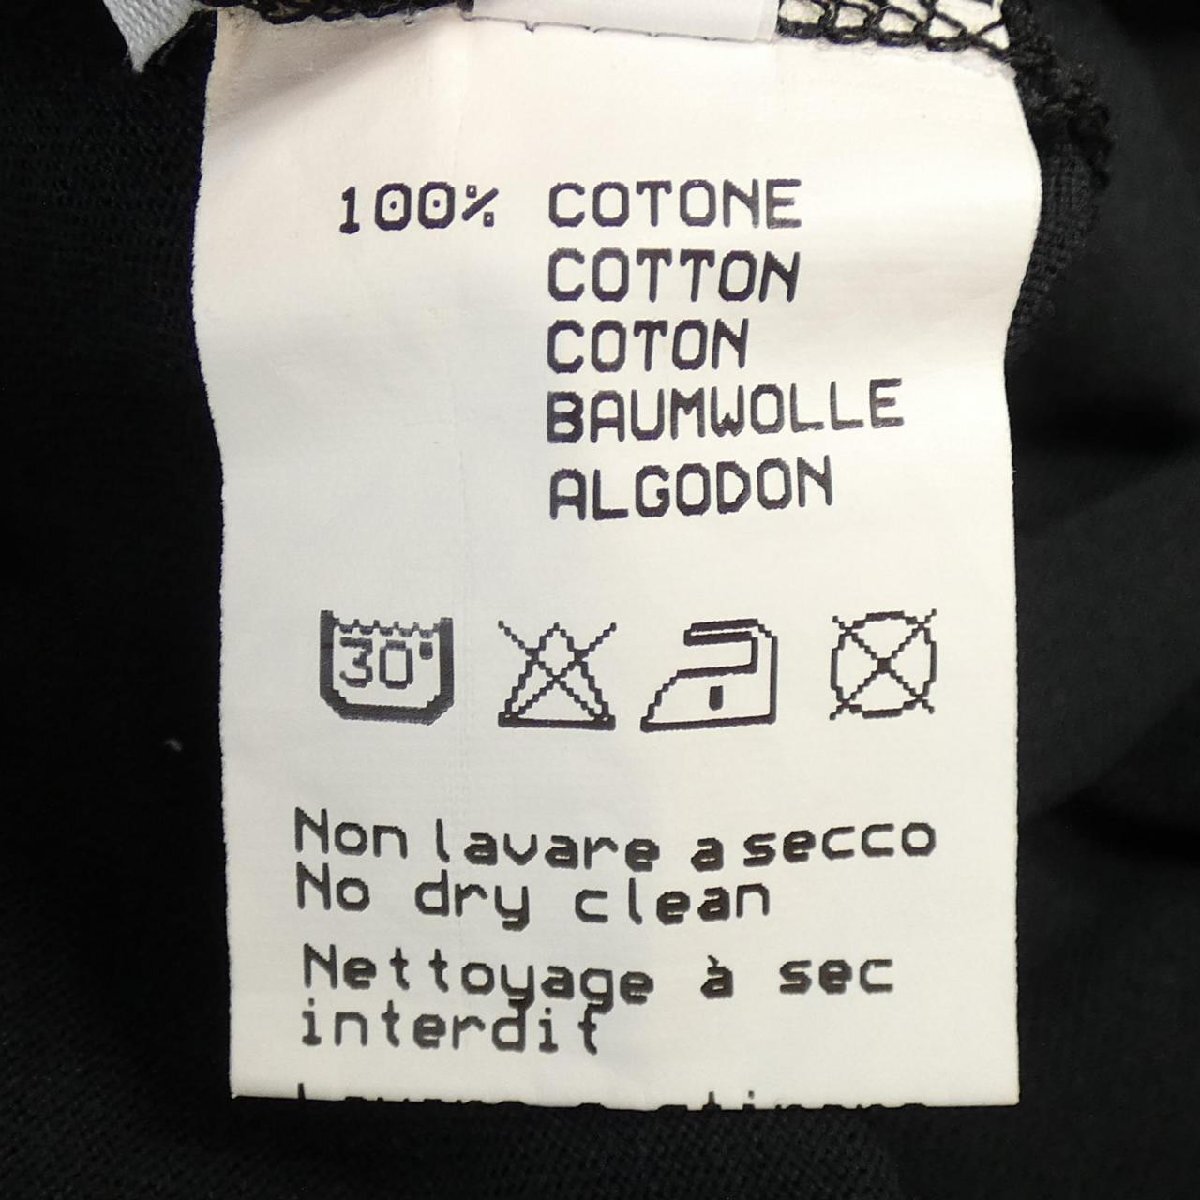 100% COTONE
COTTON
COTON
BAUMWOLLE
ALGODON
30°
Non lavare a secco
No dry clean
Nettoyage à sec
interdit